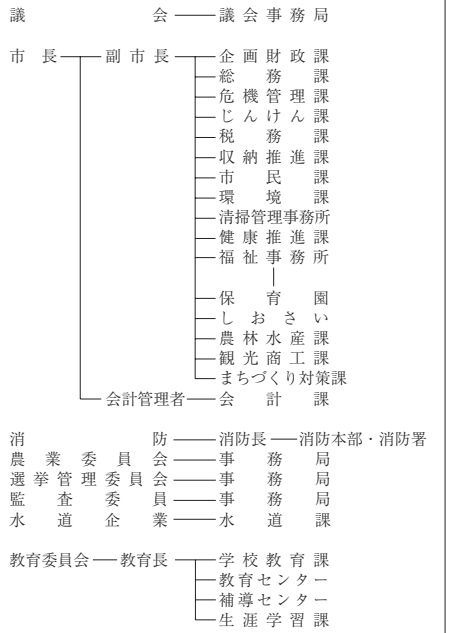 議会 議会事務局
市長 副市長 企画財政課
総務課
危機管理課
じんけん課
税務課
収納推進課
市民課
環境課
清掃管理事務所
健康推進課
福祉事務所
保育園
しおさい
農林水産課
観光商工課
まちづくり対策課
会計管理者 会計課
消防 消防長 消防本部・消防署
農業委員会 事務局
選挙管理委員会 事務局
監査委員 事務局
水道企業 水道課
教育委員会 教育長 学校教育課
教育センター
補導センター
生涯学習課